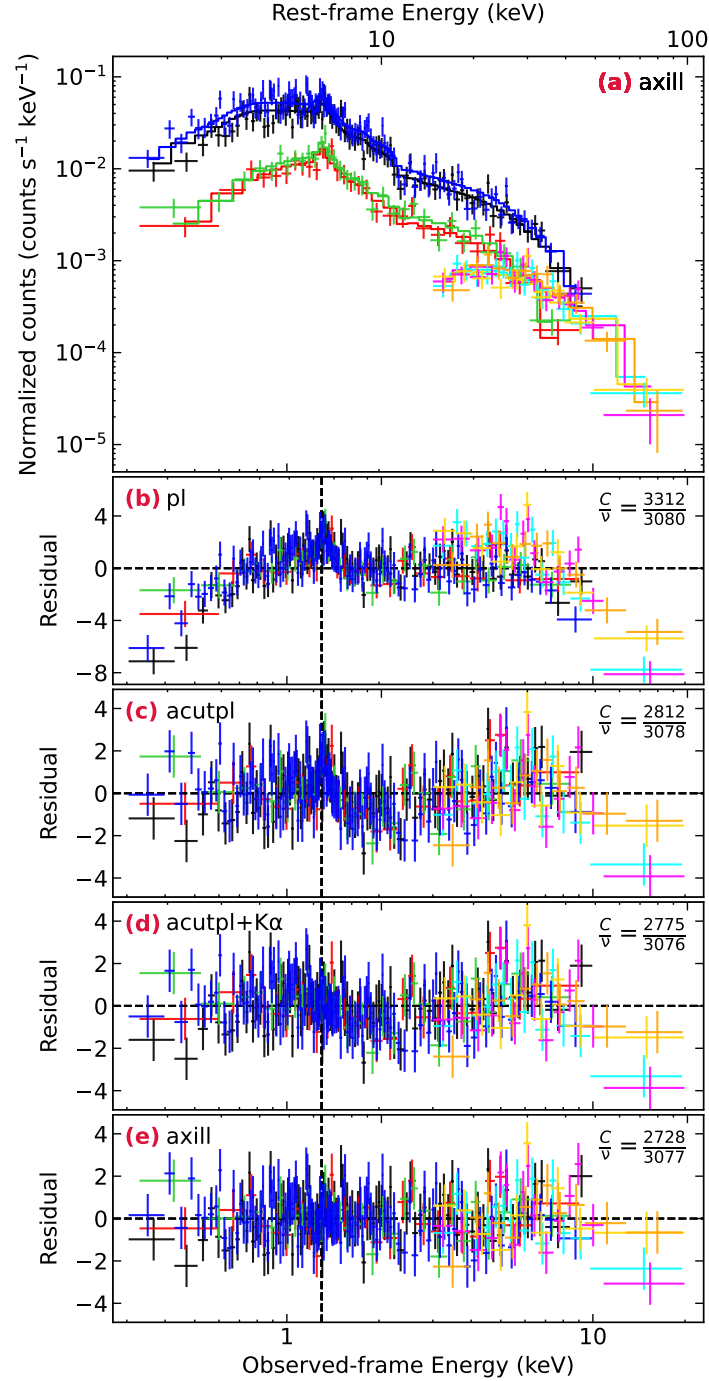 Rest-frame Energy (keV)
10 100
(a) axill
Normalized counts (counts s⁻¹ keV⁻¹)
10⁻¹
10⁻²
10⁻³
10⁻⁴
10⁻⁵
(b) pl
C/ν = 3312/3080
Residual
4
0
−4
−8
(c) acutpl
C/ν = 2812/3078
Residual
4
2
0
−2
−4
(d) acutpl+Kα
C/ν = 2775/3076
Residual
4
2
0
−2
−4
(e) axill
C/ν = 2728/3077
Residual
4
2
0
−2
−4
1 10
Observed-frame Energy (keV)